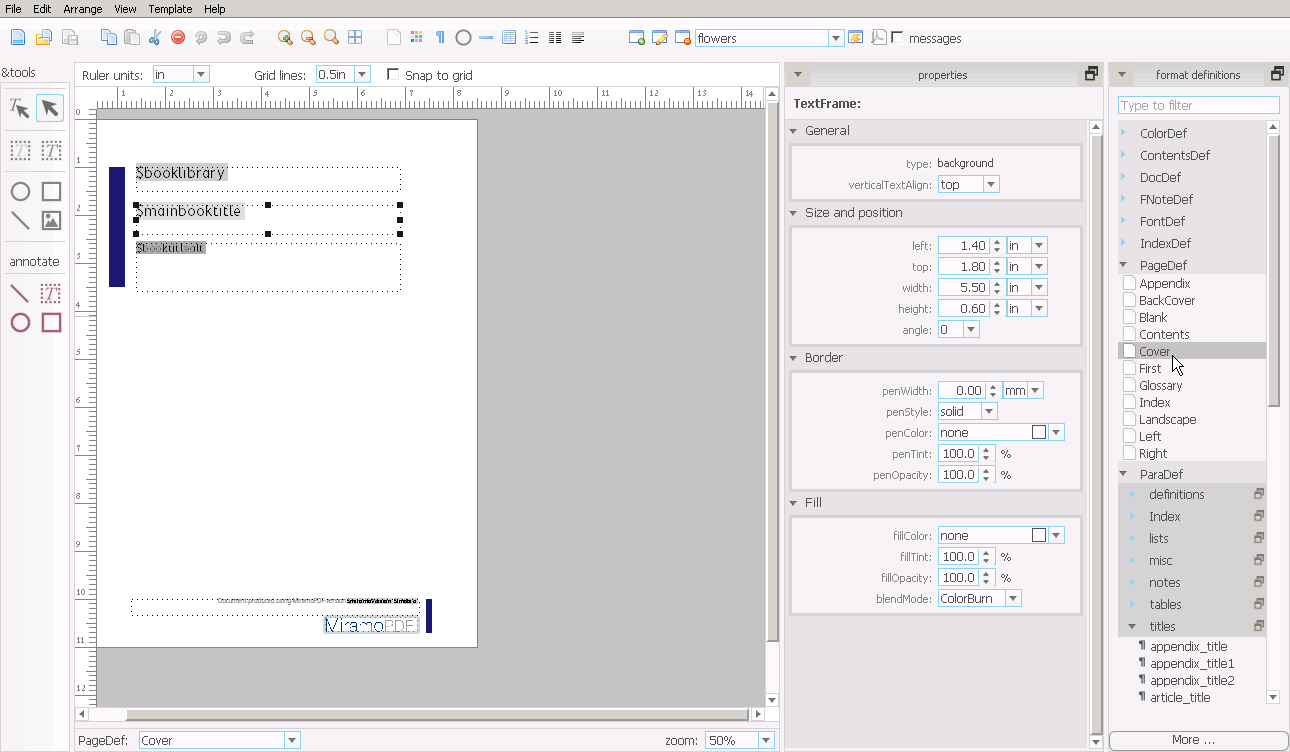 File Edit Arrange View Template Help
flowers messages
&tools
Ruler units: in Grid lines: 0.5in Snap to grid
annotate
1 2 3 4 5 6 7 8 9 10 11 12 13 14
0
1
2
3
4
5
6
7
8
9
10
11
12
$booklibrary
$mainbooktitle
$booktitlealt
Document produced using MiramoPDF version
MiramoPDF
PageDef: Cover zoom: 50%
properties
TextFrame:
General
type: background
verticalTextAlign: top
Size and position
left: 1.40 in
top: 1.80 in
width: 5.50 in
height: 0.60 in
angle: 0
Border
penWidth: 0.00 mm
penStyle: solid
penColor: none
penTint: 100.0 %
penOpacity: 100.0 %
Fill
fillColor: none
fillTint: 100.0 %
fillOpacity: 100.0 %
blendMode: ColorBurn
format definitions
Type to filter
ColorDef
ContentsDef
DocDef
FNoteDef
FontDef
IndexDef
PageDef
Appendix
BackCover
Blank
Contents
Cover
First
Glossary
Index
Landscape
Left
Right
ParaDef
definitions
Index
lists
misc
notes
tables
titles
appendix_title
appendix_title1
appendix_title2
article_title
More ...